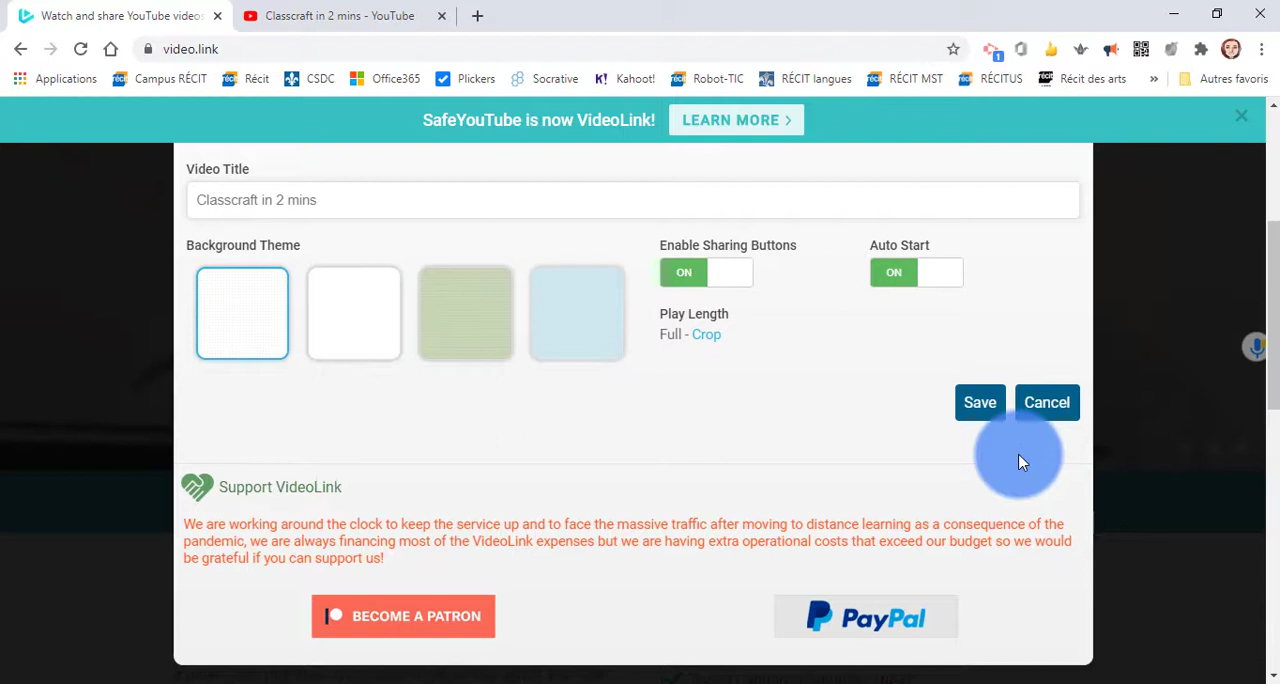 Watch and share YouTube videos
Classcraft in 2 mins - YouTube
video.link
1
Applications
Campus RÉCIT
Récit
CSDC
Office365
Plickers
Socrative
K!
Kahoot!
Robot-TIC
RÉCIT langues
RÉCIT MST
RÉCITUS
Récit des arts
»
Autres favoris
SafeYouTube is now VideoLink!
LEARN MORE >
Video Title
Classcraft in 2 mins
Background Theme
Enable Sharing Buttons
Auto Start
ON
ON
Play Length
Full - Crop
Save
Cancel
Support VideoLink
We are working around the clock to keep the service up and to face the massive traffic after moving to distance learning as a consequence of the
pandemic, we are always financing most of the VideoLink expenses but we are having extra operational costs that exceed our budget so we would
be grateful if you can support us!
BECOME A PATRON
PayPal